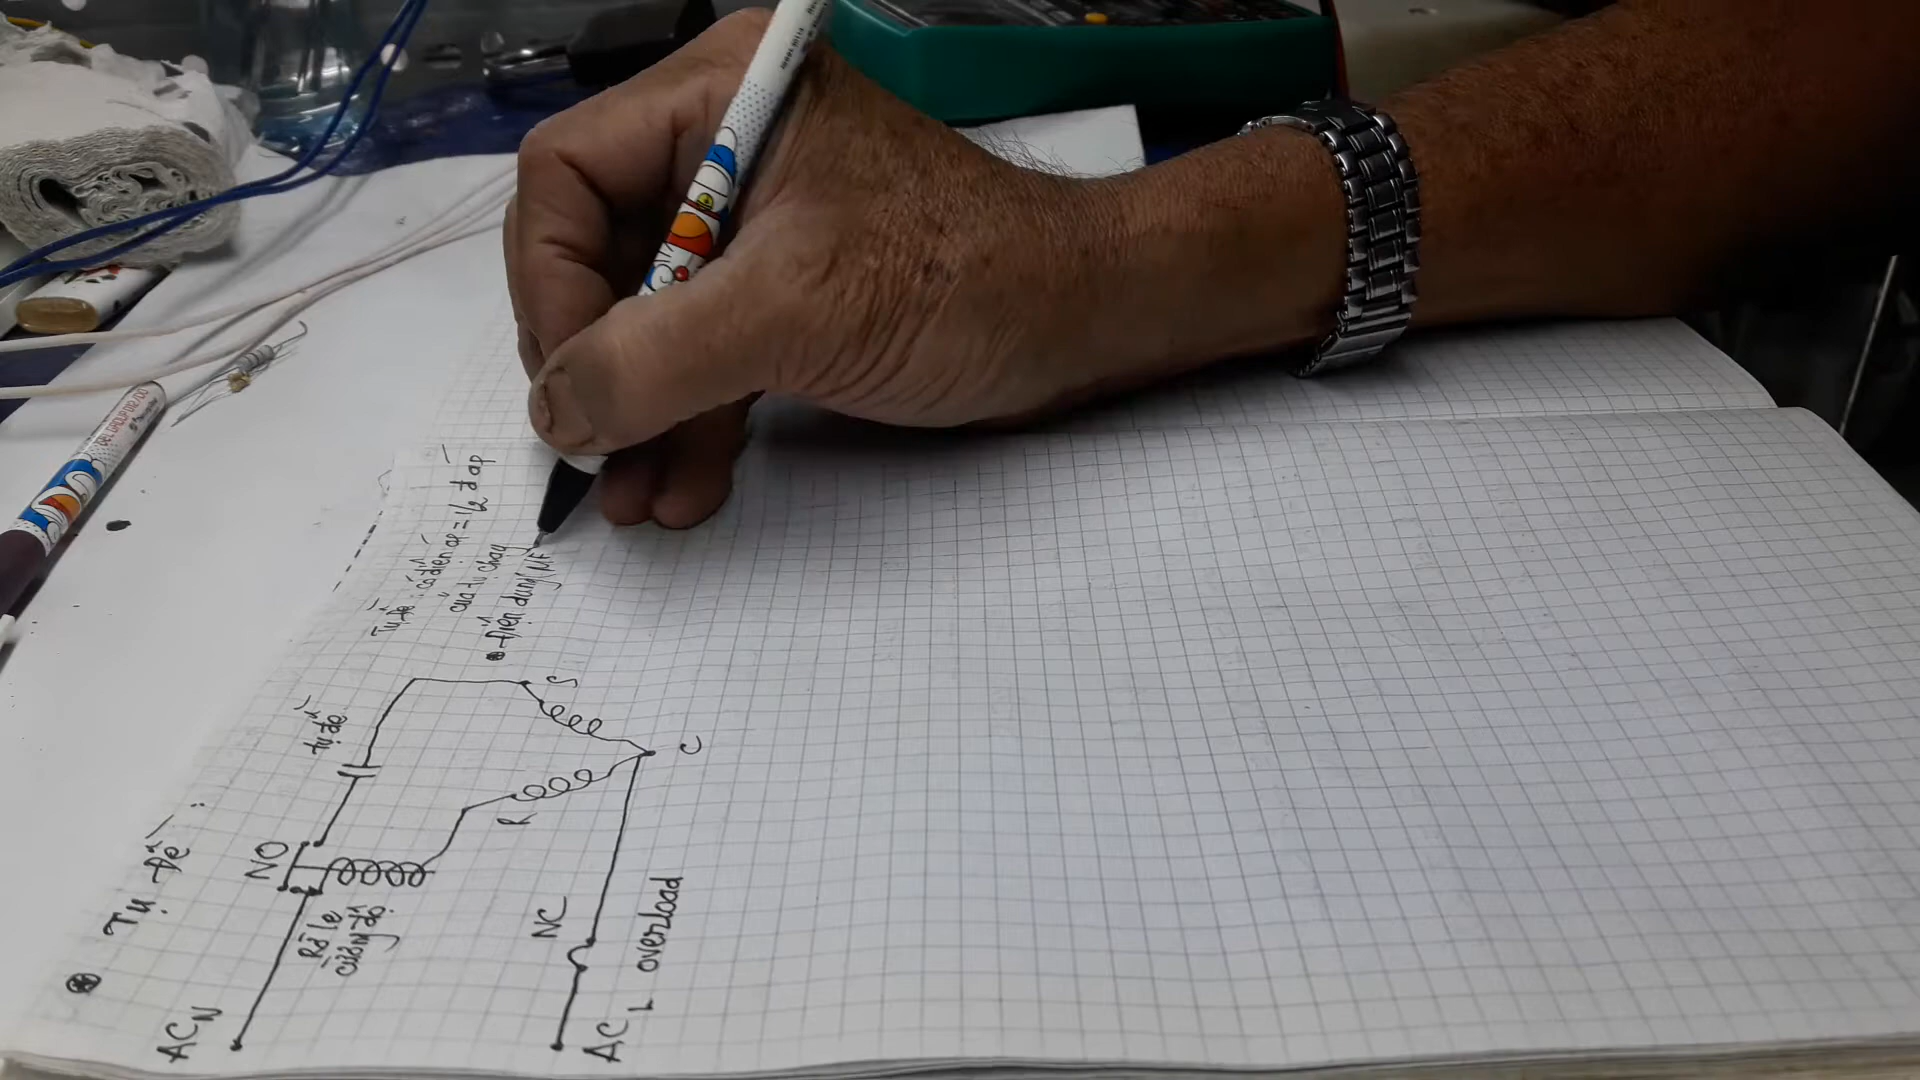 Tụ Đề :
AC N
NO
Rờ le
cường độ
tụ đề
S
R
C
NC
AC L
overload
Tụ Đề : có điện áp = 1/2 đ áp
của tụ chạy
Điện dung MF